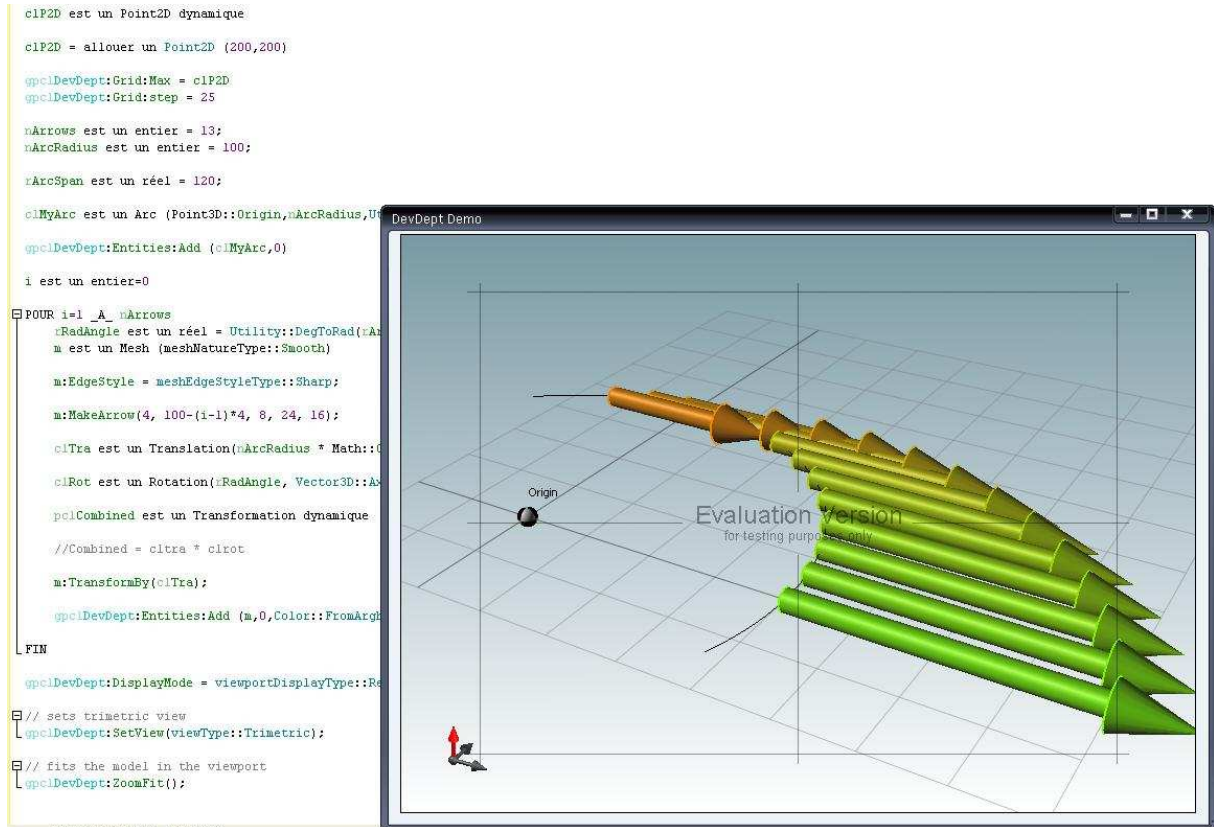 clP2D est un Point2D dynamique
clP2D = allouer un Point2D (200,200)
gpclDevDept:Grid:Max = clP2D
gpclDevDept:Grid:step = 25
nArrows est un entier = 13;
nArcRadius est un entier = 100;
rArcSpan est un réel = 120;
clMyArc est un Arc (Point3D::Origin,nArcRadius,Ut
gpclDevDept:Entities:Add (clMyArc,0)
i est un entier=0
POUR i=1 _A_ nArrows
rRadAngle est un réel = Utility::DegToRad(rAr
m est un Mesh (meshNatureType::Smooth)
m:EdgeStyle = meshEdgeStyleType::Sharp;
m:MakeArrow(4, 100-(i-1)*4, 8, 24, 16);
clTra est un Translation(nArcRadius * Math::C
clRot est un Rotation(rRadAngle, Vector3D::Ax
pclCombined est un Transformation dynamique
//Combined = cltra * clrot
m:TransformBy(clTra);
gpclDevDept:Entities:Add (m,0,Color::FromArgb
FIN
gpclDevDept:DisplayMode = viewportDisplayType::Re
// sets trimetric view
gpclDevDept:SetView(viewType::Trimetric);
// fits the model in the viewport
gpclDevDept:ZoomFit();
DevDept Demo
Origin
Evaluation Version
for testing purposes only